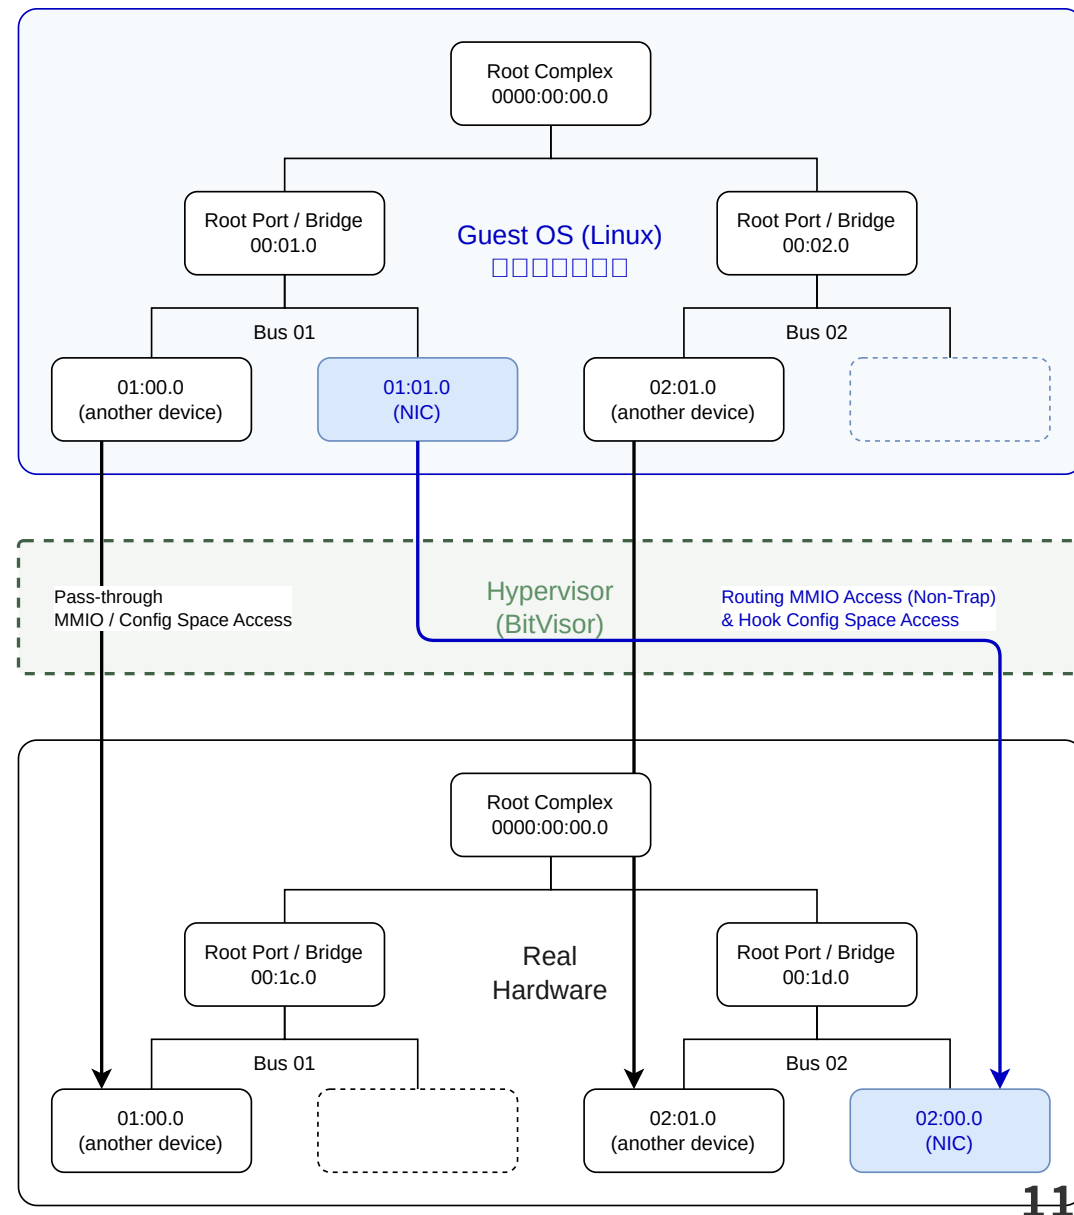 Root Complex
0000:00:00.0
Root Port / Bridge
00:01.0
Guest OS (Linux)
Root Port / Bridge
00:02.0
Bus 01
Bus 02
01:00.0
(another device)
01:01.0
(NIC)
02:01.0
(another device)
Pass-through
MMIO / Config Space Access
Hypervisor
(BitVisor)
Routing MMIO Access (Non-Trap)
& Hook Config Space Access
Root Complex
0000:00:00.0
Root Port / Bridge
00:1c.0
Real
Hardware
Root Port / Bridge
00:1d.0
Bus 01
Bus 02
01:00.0
(another device)
02:01.0
(another device)
02:00.0
(NIC)
11